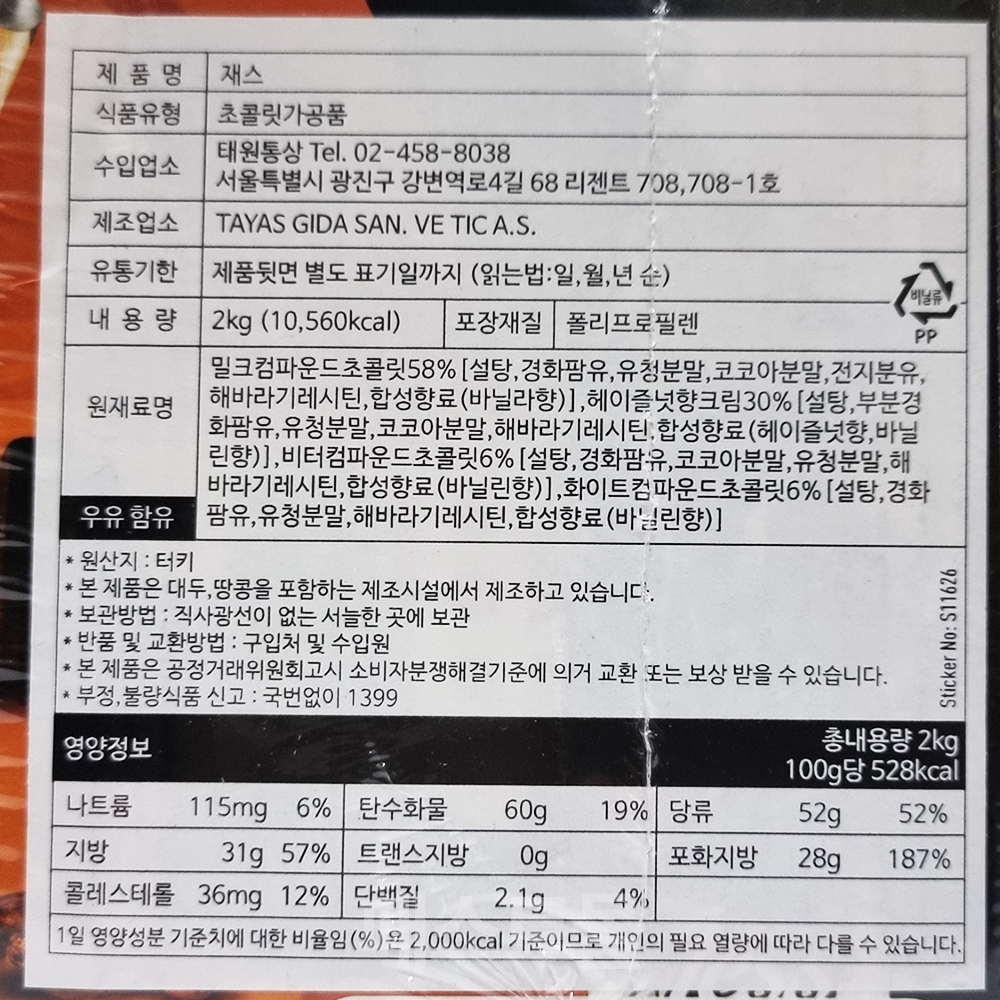 제 품 명 재스
식품유형 초콜릿가공품
수입업소 태원통상 Tel. 02-458-8038
서울특별시 광진구 강변역로4길 68 리젠트 708,708-1호
제조업소 TAYAS GIDA SAN. VE TIC A.S.
유통기한 제품뒷면 별도 표기일까지 (읽는법:일,월,년 순)
내 용 량 2kg (10,560kcal) 포장재질 폴리프로필렌
비닐류
PP
원재료명
밀크컴파운드초콜릿58% [설탕,경화팜유,유청분말,코코아분말,전지분유,
해바라기레시틴,합성향료(바닐라향)],헤이즐넛향크림30% [설탕,부분경
화팜유,유청분말,코코아분말,해바라기레시틴,합성향료(헤이즐넛향,바닐
린향)],비터컴파운드초콜릿6% [설탕,경화팜유,코코아분말,유청분말,해
바라기레시틴,합성향료(바닐린향)],화이트컴파운드초콜릿6% [설탕,경화
팜유,유청분말,해바라기레시틴,합성향료(바닐린향)]
우유 함유
* 원산지 : 터키
* 본 제품은 대두,땅콩을 포함하는 제조시설에서 제조하고 있습니다.
* 보관방법 : 직사광선이 없는 서늘한 곳에 보관
* 반품 및 교환방법 : 구입처 및 수입원
* 본 제품은 공정거래위원회고시 소비자분쟁해결기준에 의거 교환 또는 보상 받을 수 있습니다.
* 부정,불량식품 신고 : 국번없이 1399
Sticker No: S11626
영양정보 총내용량 2kg
100g당 528kcal
나트륨 115mg 6% 탄수화물 60g 19% 당류 52g 52%
지방 31g 57% 트랜스지방 0g 포화지방 28g 187%
콜레스테롤 36mg 12% 단백질 2.1g 4%
1일 영양성분 기준치에 대한 비율임(%)은 2,000kcal 기준이므로 개인의 필요 열량에 따라 다를 수 있습니다.